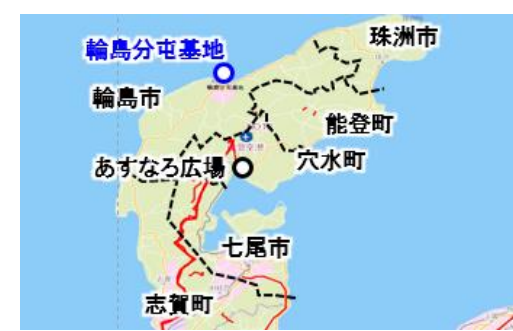 珠洲市
輪島分屯基地
輪島市
能登町
穴水町
あすなろ広場
七尾市
志賀町